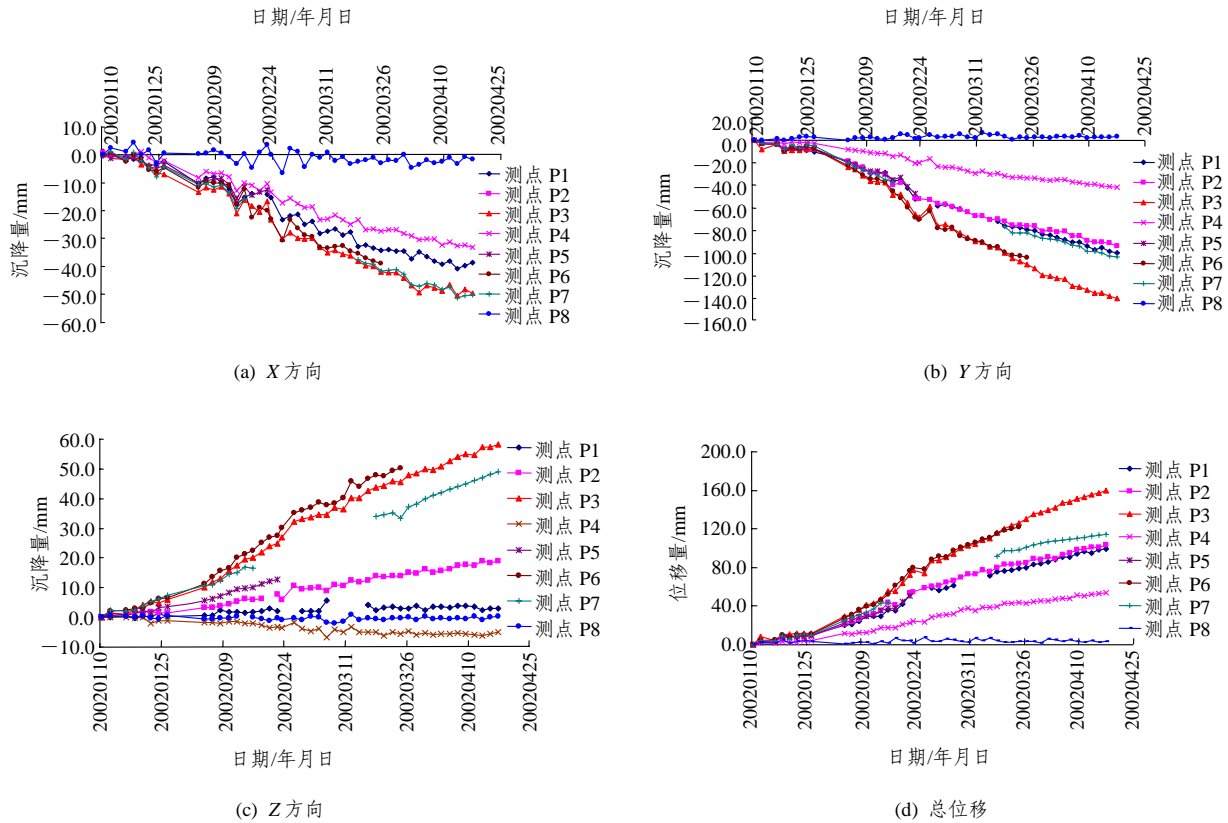 日期/年月日
20020110
20020125
20020209
20020224
20020311
20020326
20020410
20020425
10.0
0.0
－10.0
－20.0
－30.0
－40.0
－50.0
－60.0
沉降量/mm
测点 P1
测点 P2
测点 P3
测点 P4
测点 P5
测点 P6
测点 P7
测点 P8
(a) X 方向
日期/年月日
20020110
20020125
20020209
20020224
20020311
20020326
20020410
20020425
20.0
0.0
－20.0
－40.0
－60.0
－80.0
－100.0
－120.0
－140.0
－160.0
沉降量/mm
测点 P1
测点 P2
测点 P3
测点 P4
测点 P5
测点 P6
测点 P7
测点 P8
(b) Y 方向
60.0
50.0
40.0
30.0
20.0
10.0
0.0
－10.0
沉降量/mm
测点 P1
测点 P2
测点 P3
测点 P4
测点 P5
测点 P6
测点 P7
测点 P8
20020110
20020125
20020209
20020224
20020311
20020326
20020410
20020425
日期/年月日
(c) Z 方向
200.0
160.0
120.0
80.0
40.0
0.0
位移量/mm
测点 P1
测点 P2
测点 P3
测点 P4
测点 P5
测点 P6
测点 P7
测点 P8
20020110
20020125
20020209
20020224
20020311
20020326
20020410
20020425
日期/年月日
(d) 总位移